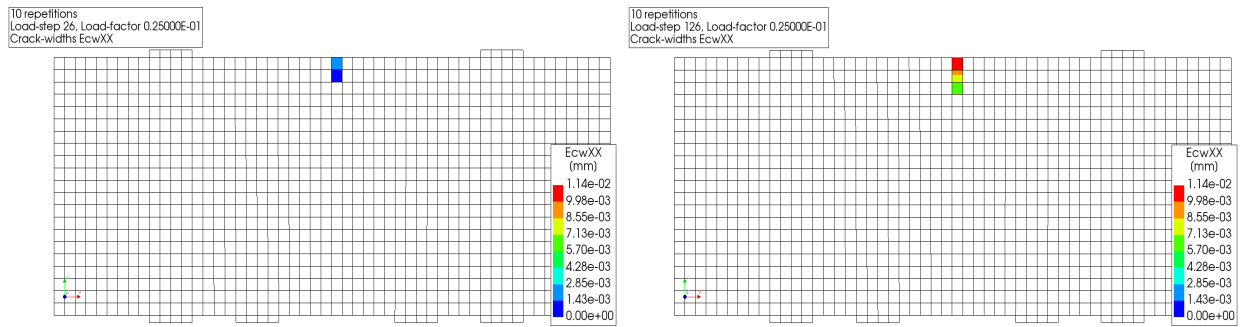 10 repetitions
Load-step 26, Load-factor 0.25000E-01
Crack-widths EcwXX
EcwXX
(mm)
1.14e-02
9.98e-03
8.55e-03
7.13e-03
5.70e-03
4.28e-03
2.85e-03
1.43e-03
0.00e+00
10 repetitions
Load-step 126, Load-factor 0.25000E-01
Crack-widths EcwXX
EcwXX
(mm)
1.14e-02
9.98e-03
8.55e-03
7.13e-03
5.70e-03
4.28e-03
2.85e-03
1.43e-03
0.00e+00